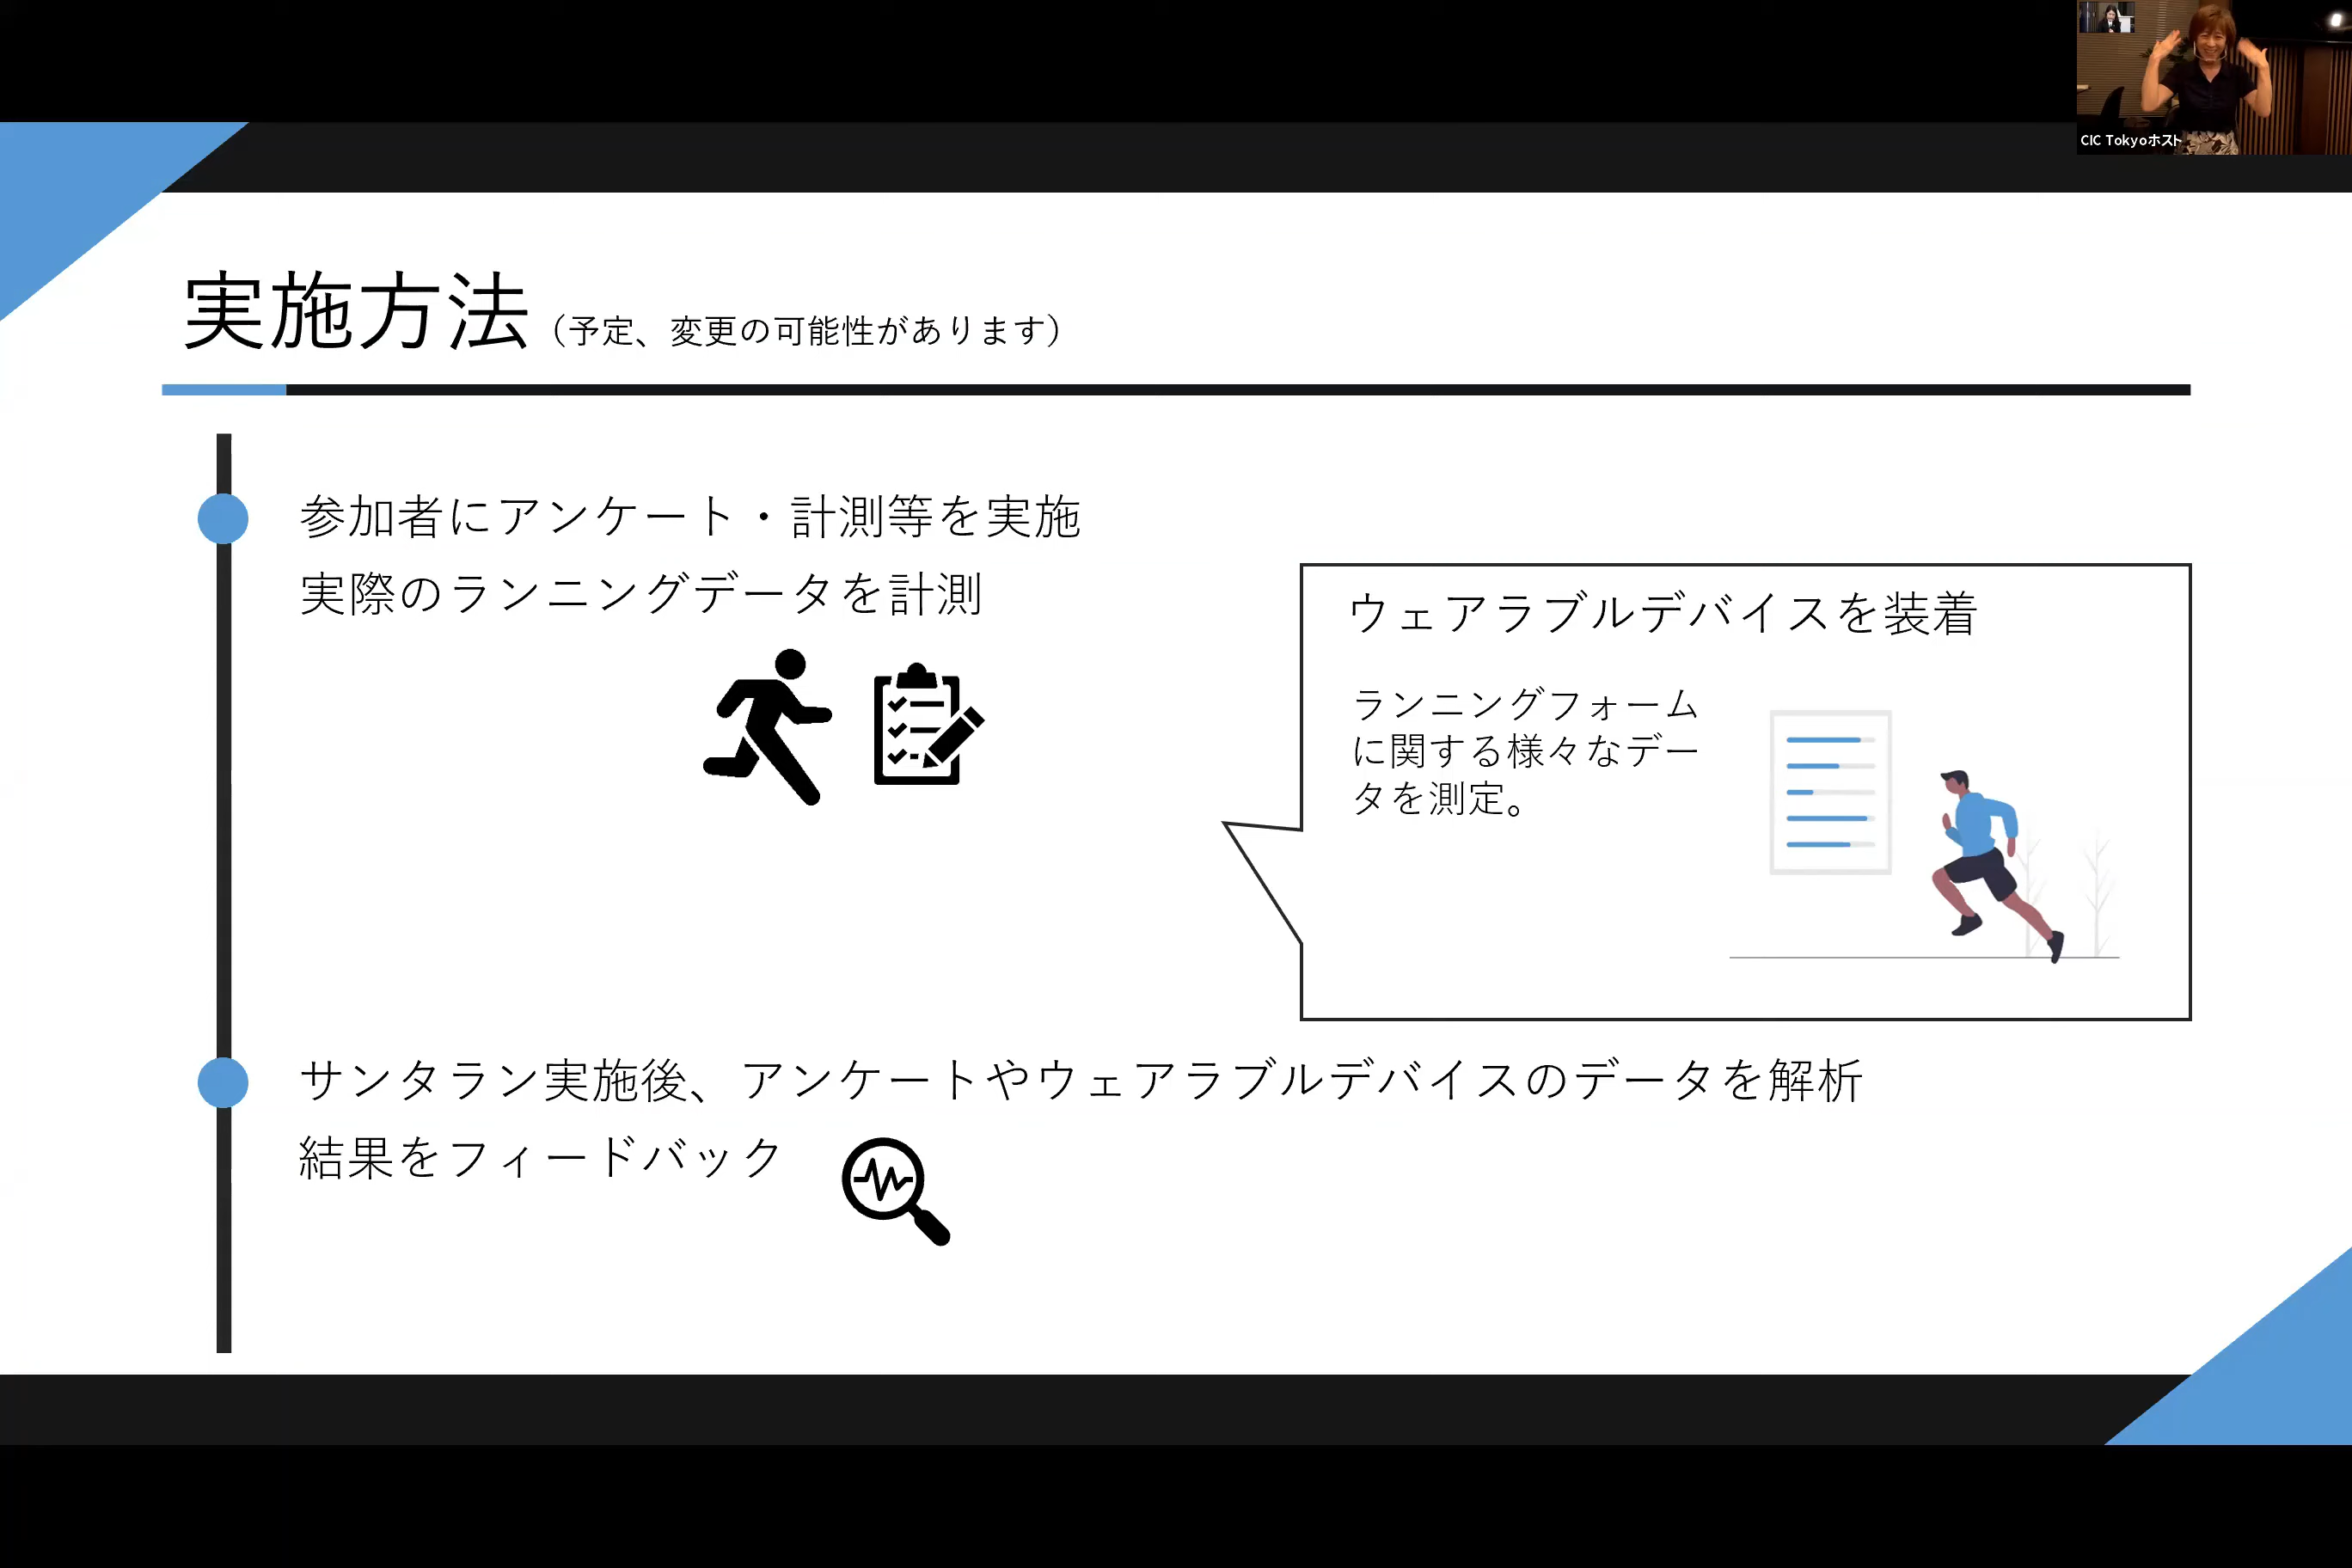 CIC Tokyoホスト
実施方法（予定、変更の可能性があります）
参加者にアンケート・計測等を実施
実際のランニングデータを計測
ウェアラブルデバイスを装着
ランニングフォーム
に関する様々なデー
タを測定。
サンタラン実施後、アンケートやウェアラブルデバイスのデータを解析
結果をフィードバック